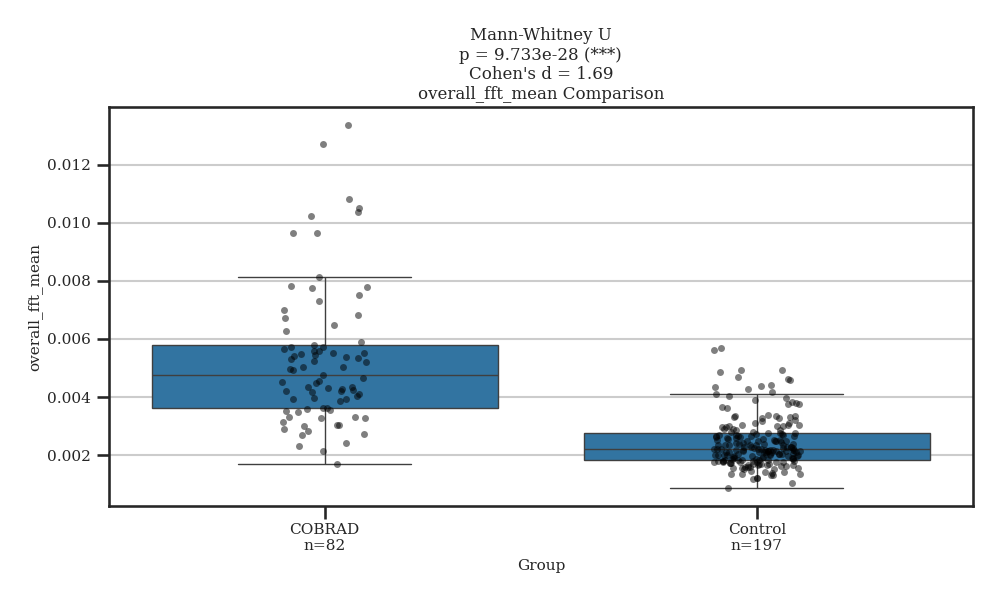 Mann-Whitney U
p = 9.733e-28 (***)
Cohen's d = 1.69
overall_fft_mean Comparison
overall_fft_mean
0.012
0.010
0.008
0.006
0.004
0.002
COBRAD
n=82
Control
n=197
Group